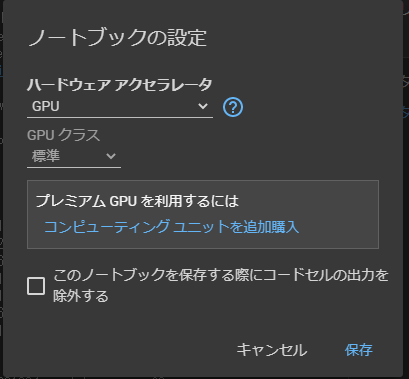 ノートブックの設定
ハードウェア アクセラレータ
GPU
?
GPU クラス
標準
プレミアム GPU を利用するには
コンピューティング ユニットを追加購入
このノートブックを保存する際にコードセルの出力を
除外する
キャンセル
保存